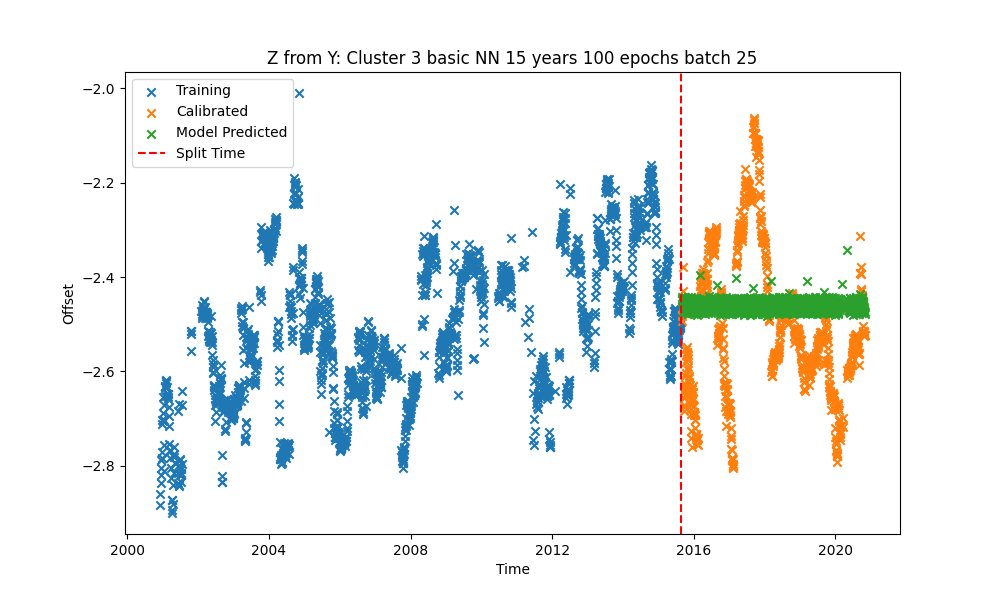 Z from Y: Cluster 3 basic NN 15 years 100 epochs batch 25
Training
Calibrated
Model Predicted
Split Time
Offset
−2.0
−2.2
−2.4
−2.6
−2.8
2000
2004
2008
2012
2016
2020
Time